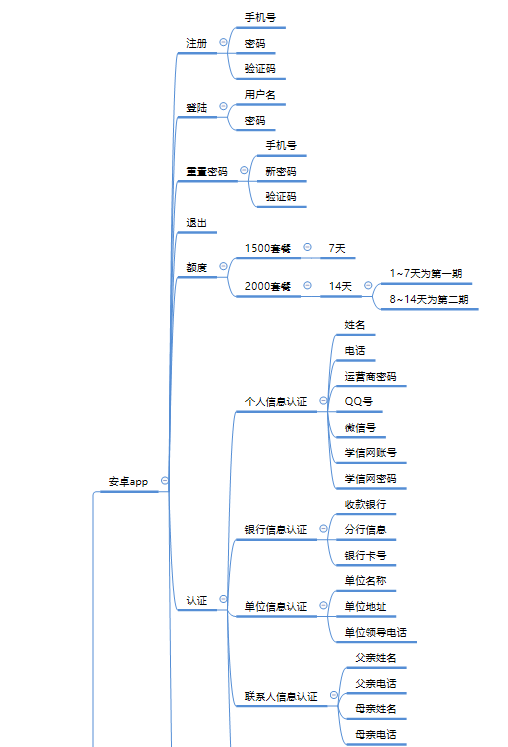 手机号
注册
密码
验证码
用户名
登陆
密码
手机号
重置密码
新密码
验证码
退出
1500套餐
7天
额度
1~7天为第一期
2000套餐
14天
8~14天为第二期
姓名
电话
运营商密码
个人信息认证
QQ号
微信号
学信网账号
学信网密码
安卓app
收款银行
银行信息认证
分行信息
银行卡号
认证
单位名称
单位信息认证
单位地址
单位领导电话
父亲姓名
父亲电话
联系人信息认证
母亲姓名
母亲电话